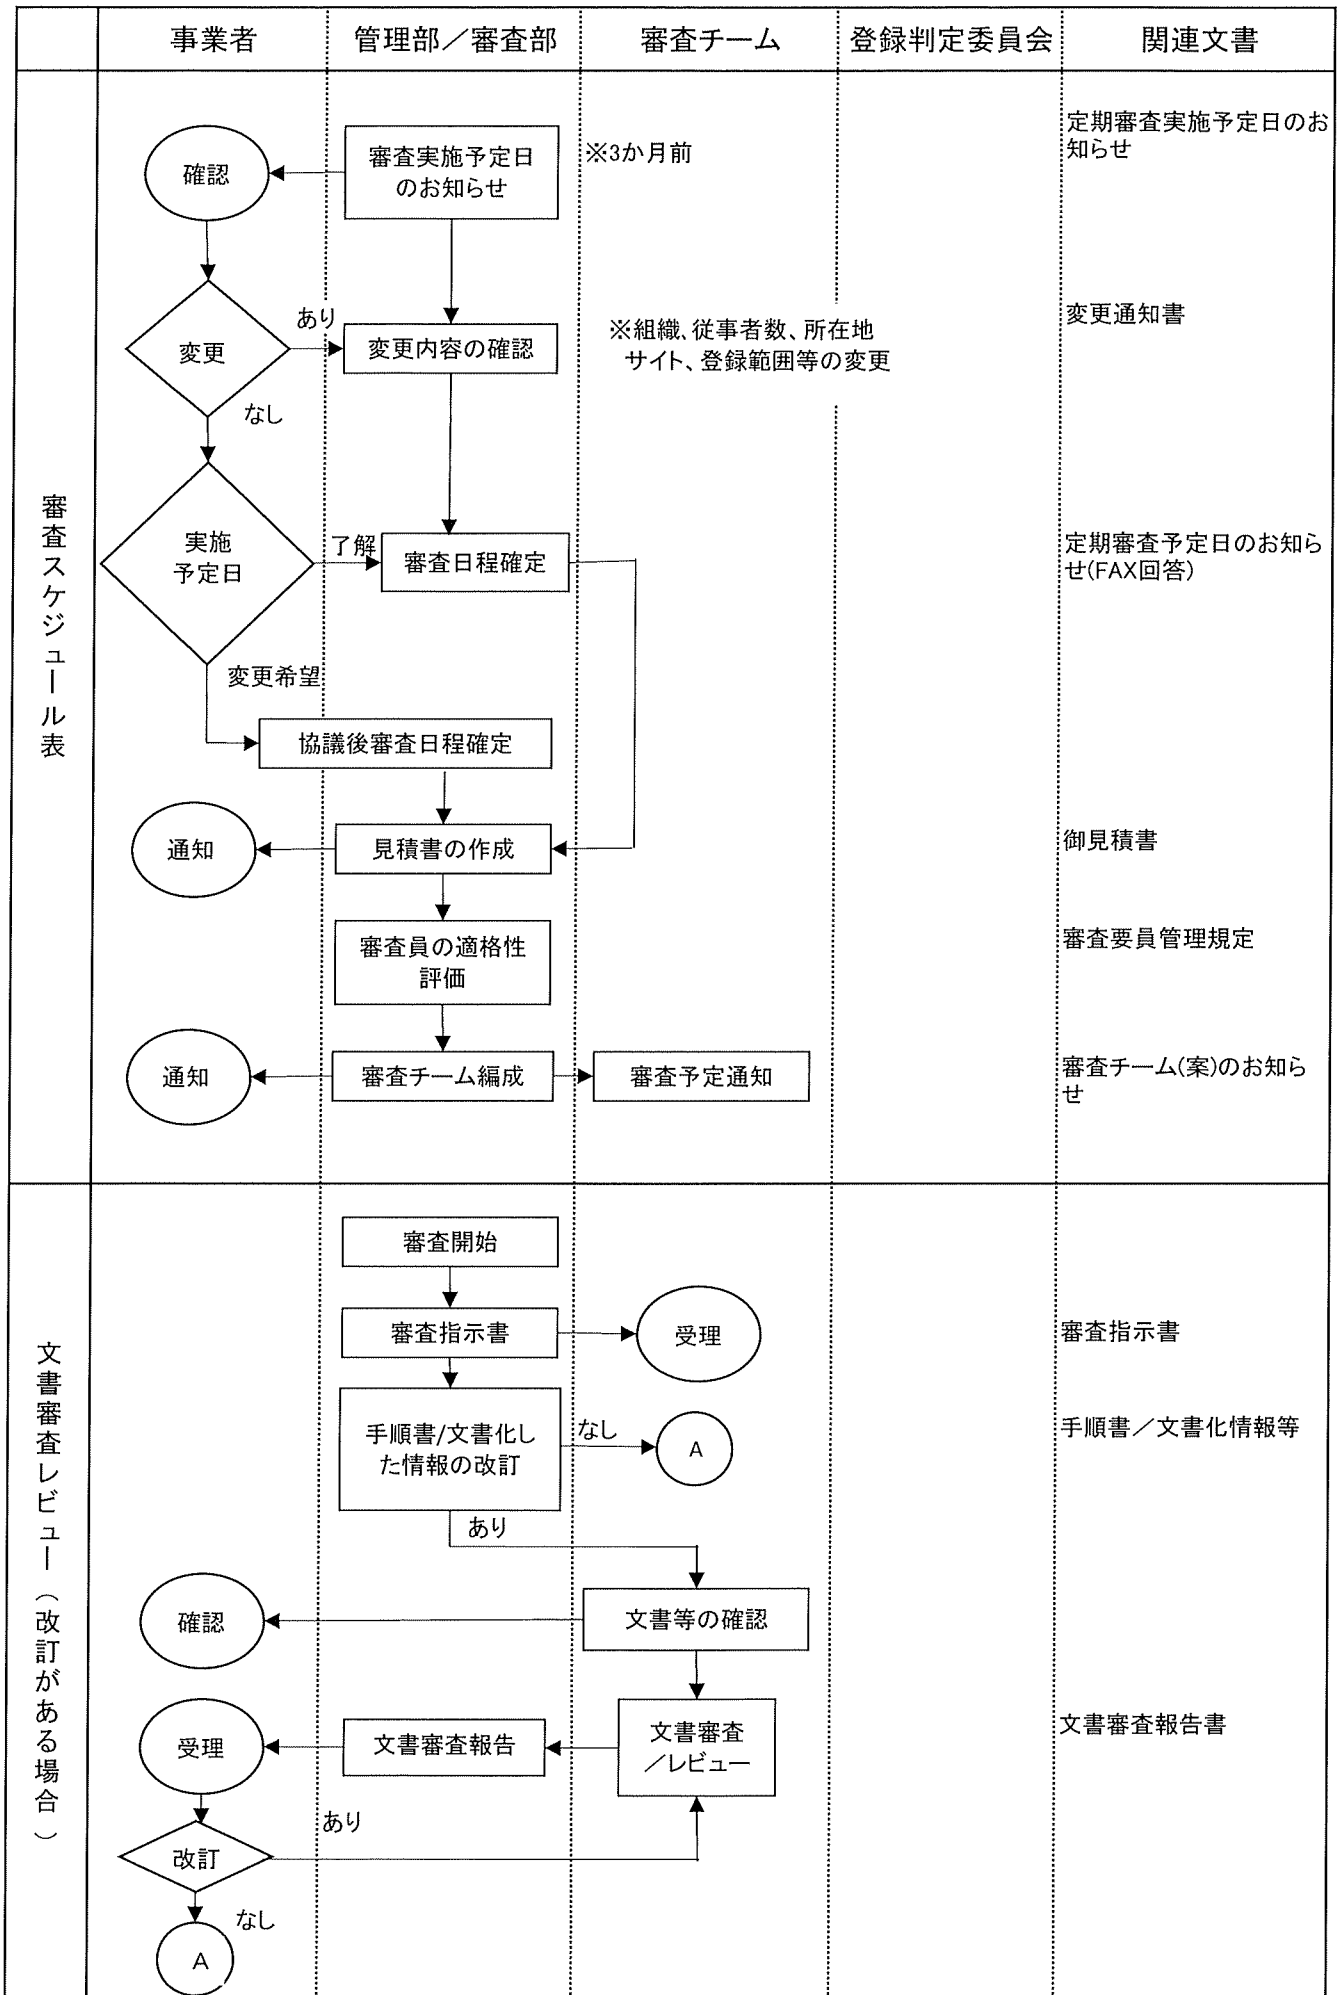 事業者
管理部／審査部
審査チーム
登録判定委員会
関連文書
審査スケジュール表
確認
審査実施予定日
のお知らせ
※3か月前
定期審査実施予定日のお
知らせ
変更
あり
なし
変更内容の確認
※組織、従事者数、所在地
サイト、登録範囲等の変更
変更通知書
実施
予定日
了解
変更希望
審査日程確定
定期審査予定日のお知ら
せ(FAX回答)
協議後審査日程確定
通知
見積書の作成
御見積書
審査員の適格性
評価
審査要員管理規定
通知
審査チーム編成
審査予定通知
審査チーム(案)のお知ら
せ
文書審査レビュー（改訂がある場合）
審査開始
審査指示書
受理
審査指示書
手順書/文書化し
た情報の改訂
なし
A
あり
手順書／文書化情報等
確認
文書等の確認
受理
文書審査報告
文書審査
／レビュー
文書審査報告書
改訂
あり
なし
A